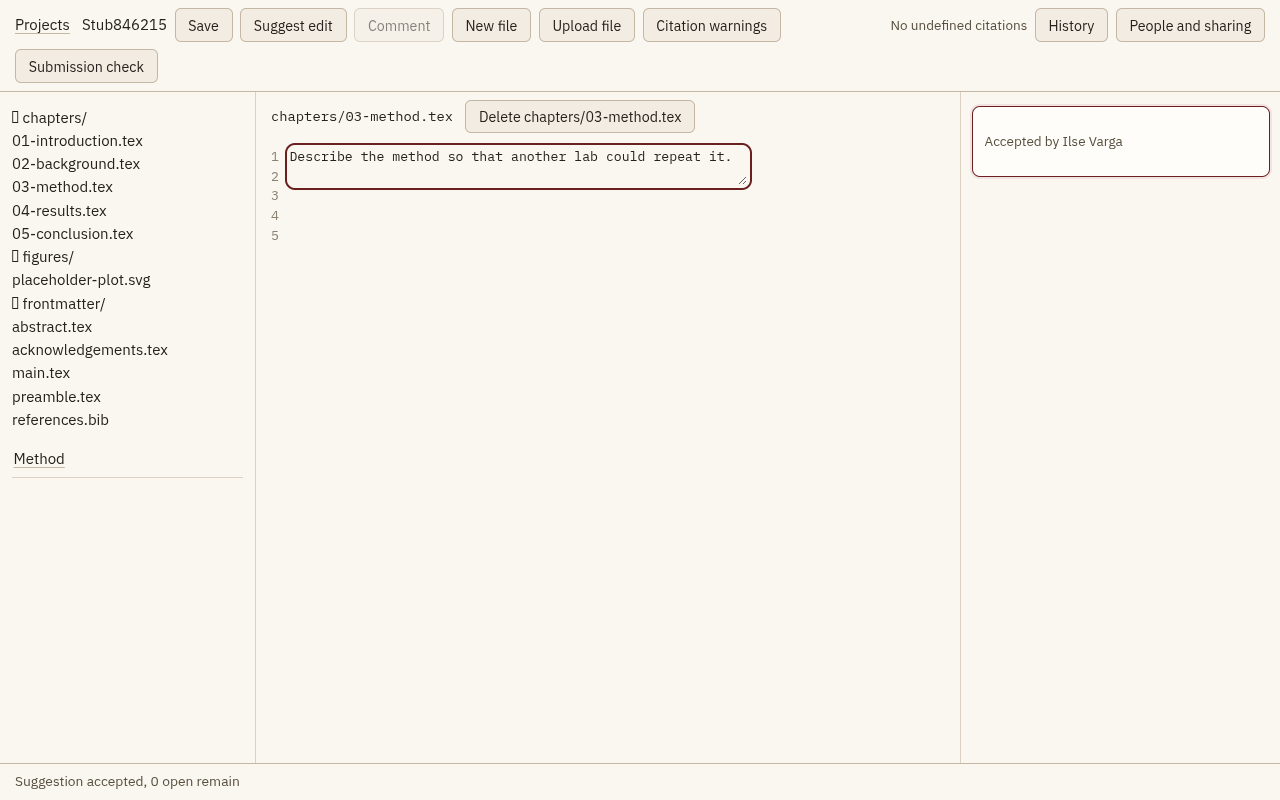 Projects Stub846215 Save Suggest edit Comment New file Upload file Citation warnings No undefined citations History People and sharing
Submission check
chapters/
01-introduction.tex
02-background.tex
03-method.tex
04-results.tex
05-conclusion.tex
figures/
placeholder-plot.svg
frontmatter/
abstract.tex
acknowledgements.tex
main.tex
preamble.tex
references.bib
Method
chapters/03-method.tex Delete chapters/03-method.tex
1 Describe the method so that another lab could repeat it.
2
3
4
5
Accepted by Ilse Varga
Suggestion accepted, 0 open remain